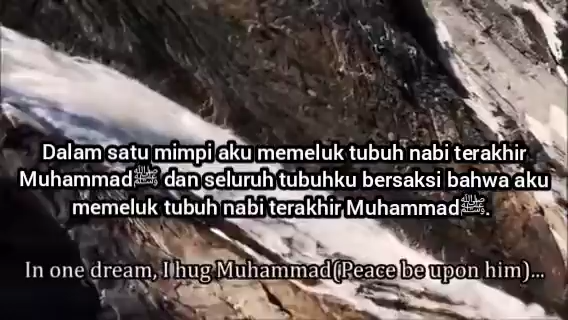 Dalam satu mimpi aku memeluk tubuh nabi terakhir
Muhammadﷺ dan seluruh tubuhku bersaksi bahwa aku
memeluk tubuh nabi terakhir Muhammadﷺ.
In one dream, I hug Muhammad(Peace be upon him)...